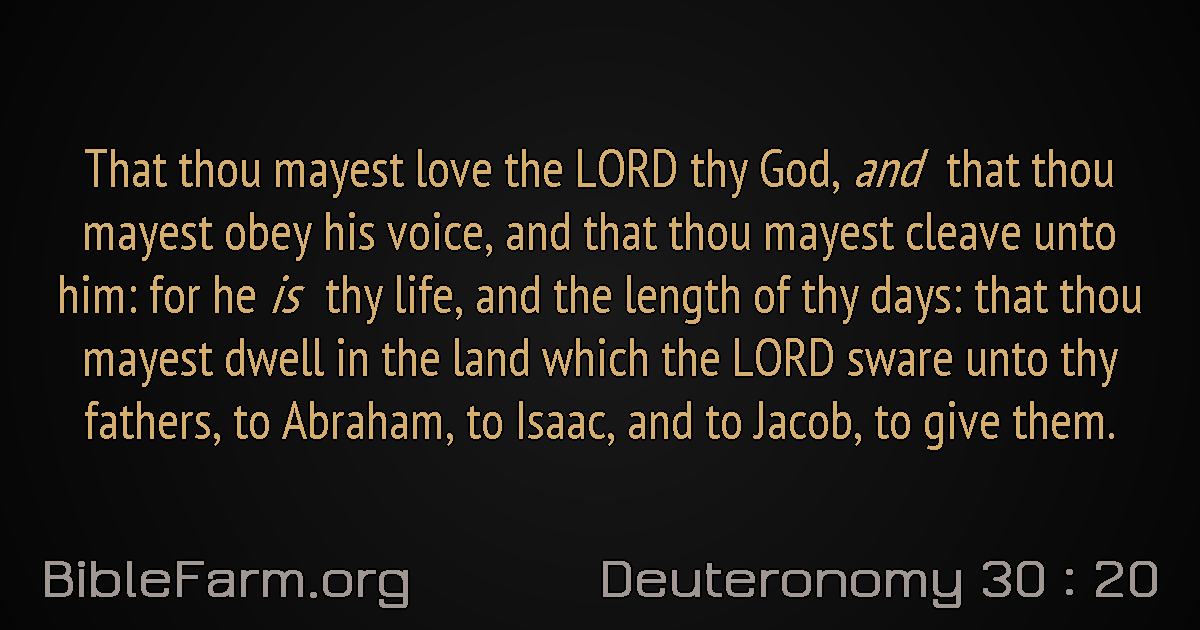 That thou mayest love the LORD thy God, and that thou
mayest obey his voice, and that thou mayest cleave unto
him: for he is thy life, and the length of thy days: that thou
mayest dwell in the land which the LORD sware unto thy
fathers, to Abraham, to Isaac, and to Jacob, to give them.
BibleFarm.org
Deuteronomy 30 : 20